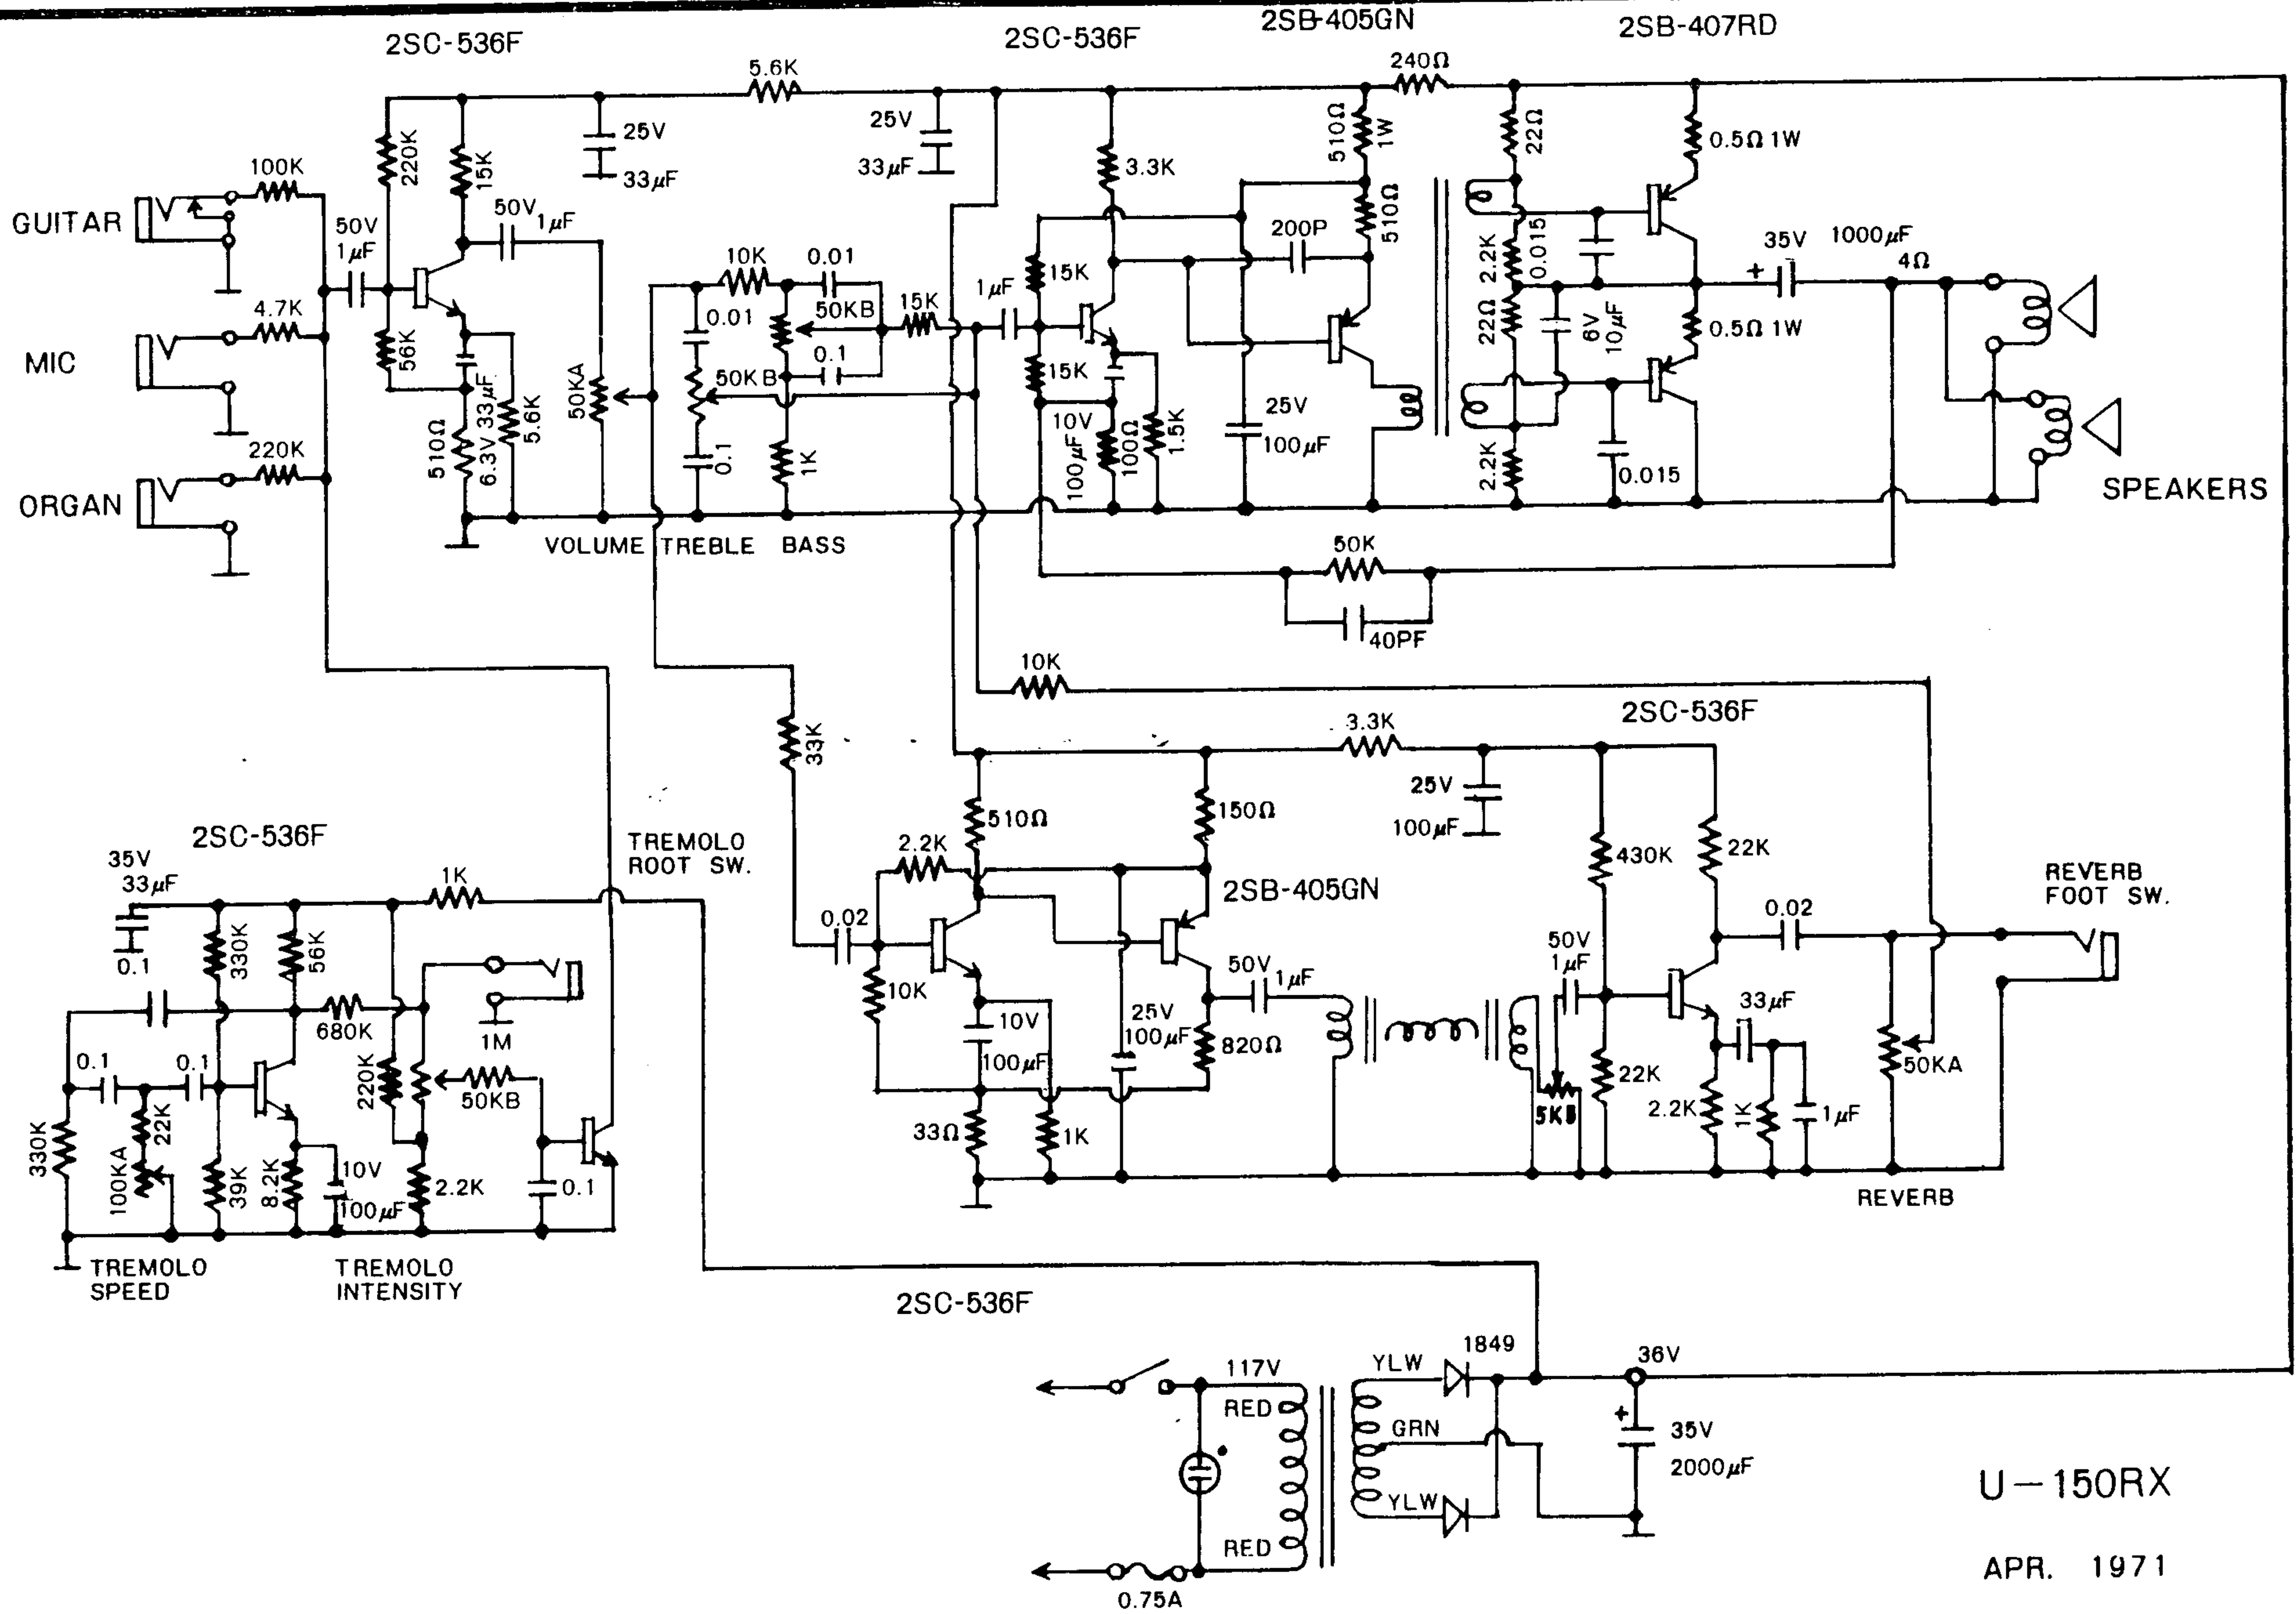 2SC-536F
2SC-536F
2SB-405GN
2SB-407RD
5.6K
240Ω
220K
15K
25V
33µF
25V
33µF
3.3K
510Ω
1W
22Ω
0.5Ω 1W
100K
GUITAR
50V
1µF
50V
1µF
510Ω
200P
2.2K
0.015
35V
1000µF
4Ω
10K
0.01
15K
1µF
4.7K
MIC
56K
0.01
50KB
15K
22Ω
6V
10µF
0.5Ω 1W
0.1
15K
50KB
50KA
33µF
6.3V
510Ω
5.6K
10V
100µF
100Ω
1.5K
25V
100µF
220K
ORGAN
0.1
1K
2.2K
0.015
SPEAKERS
VOLUME
TREBLE
BASS
50K
40PF
10K
33K
3.3K
2SC-536F
25V
100µF
510Ω
150Ω
2SC-536F
TREMOLO
ROOT SW.
2.2K
430K
22K
35V
33µF
1K
2SB-405GN
REVERB
FOOT SW.
0.02
0.02
0.1
330K
56K
50V
1µF
50V
1µF
10K
680K
1M
10V
100µF
25V
100µF
820Ω
33µF
0.1
0.1
220K
50KB
22K
50KA
5KB
330K
22K
100KA
39K
8.2K
10V
100µF
2.2K
0.1
33Ω
1K
2.2K
1K
1µF
REVERB
TREMOLO
SPEED
TREMOLO
INTENSITY
2SC-536F
117V
YLW
1849
36V
RED
GRN
+
35V
2000µF
YLW
RED
0.75A
U-150RX
APR. 1971